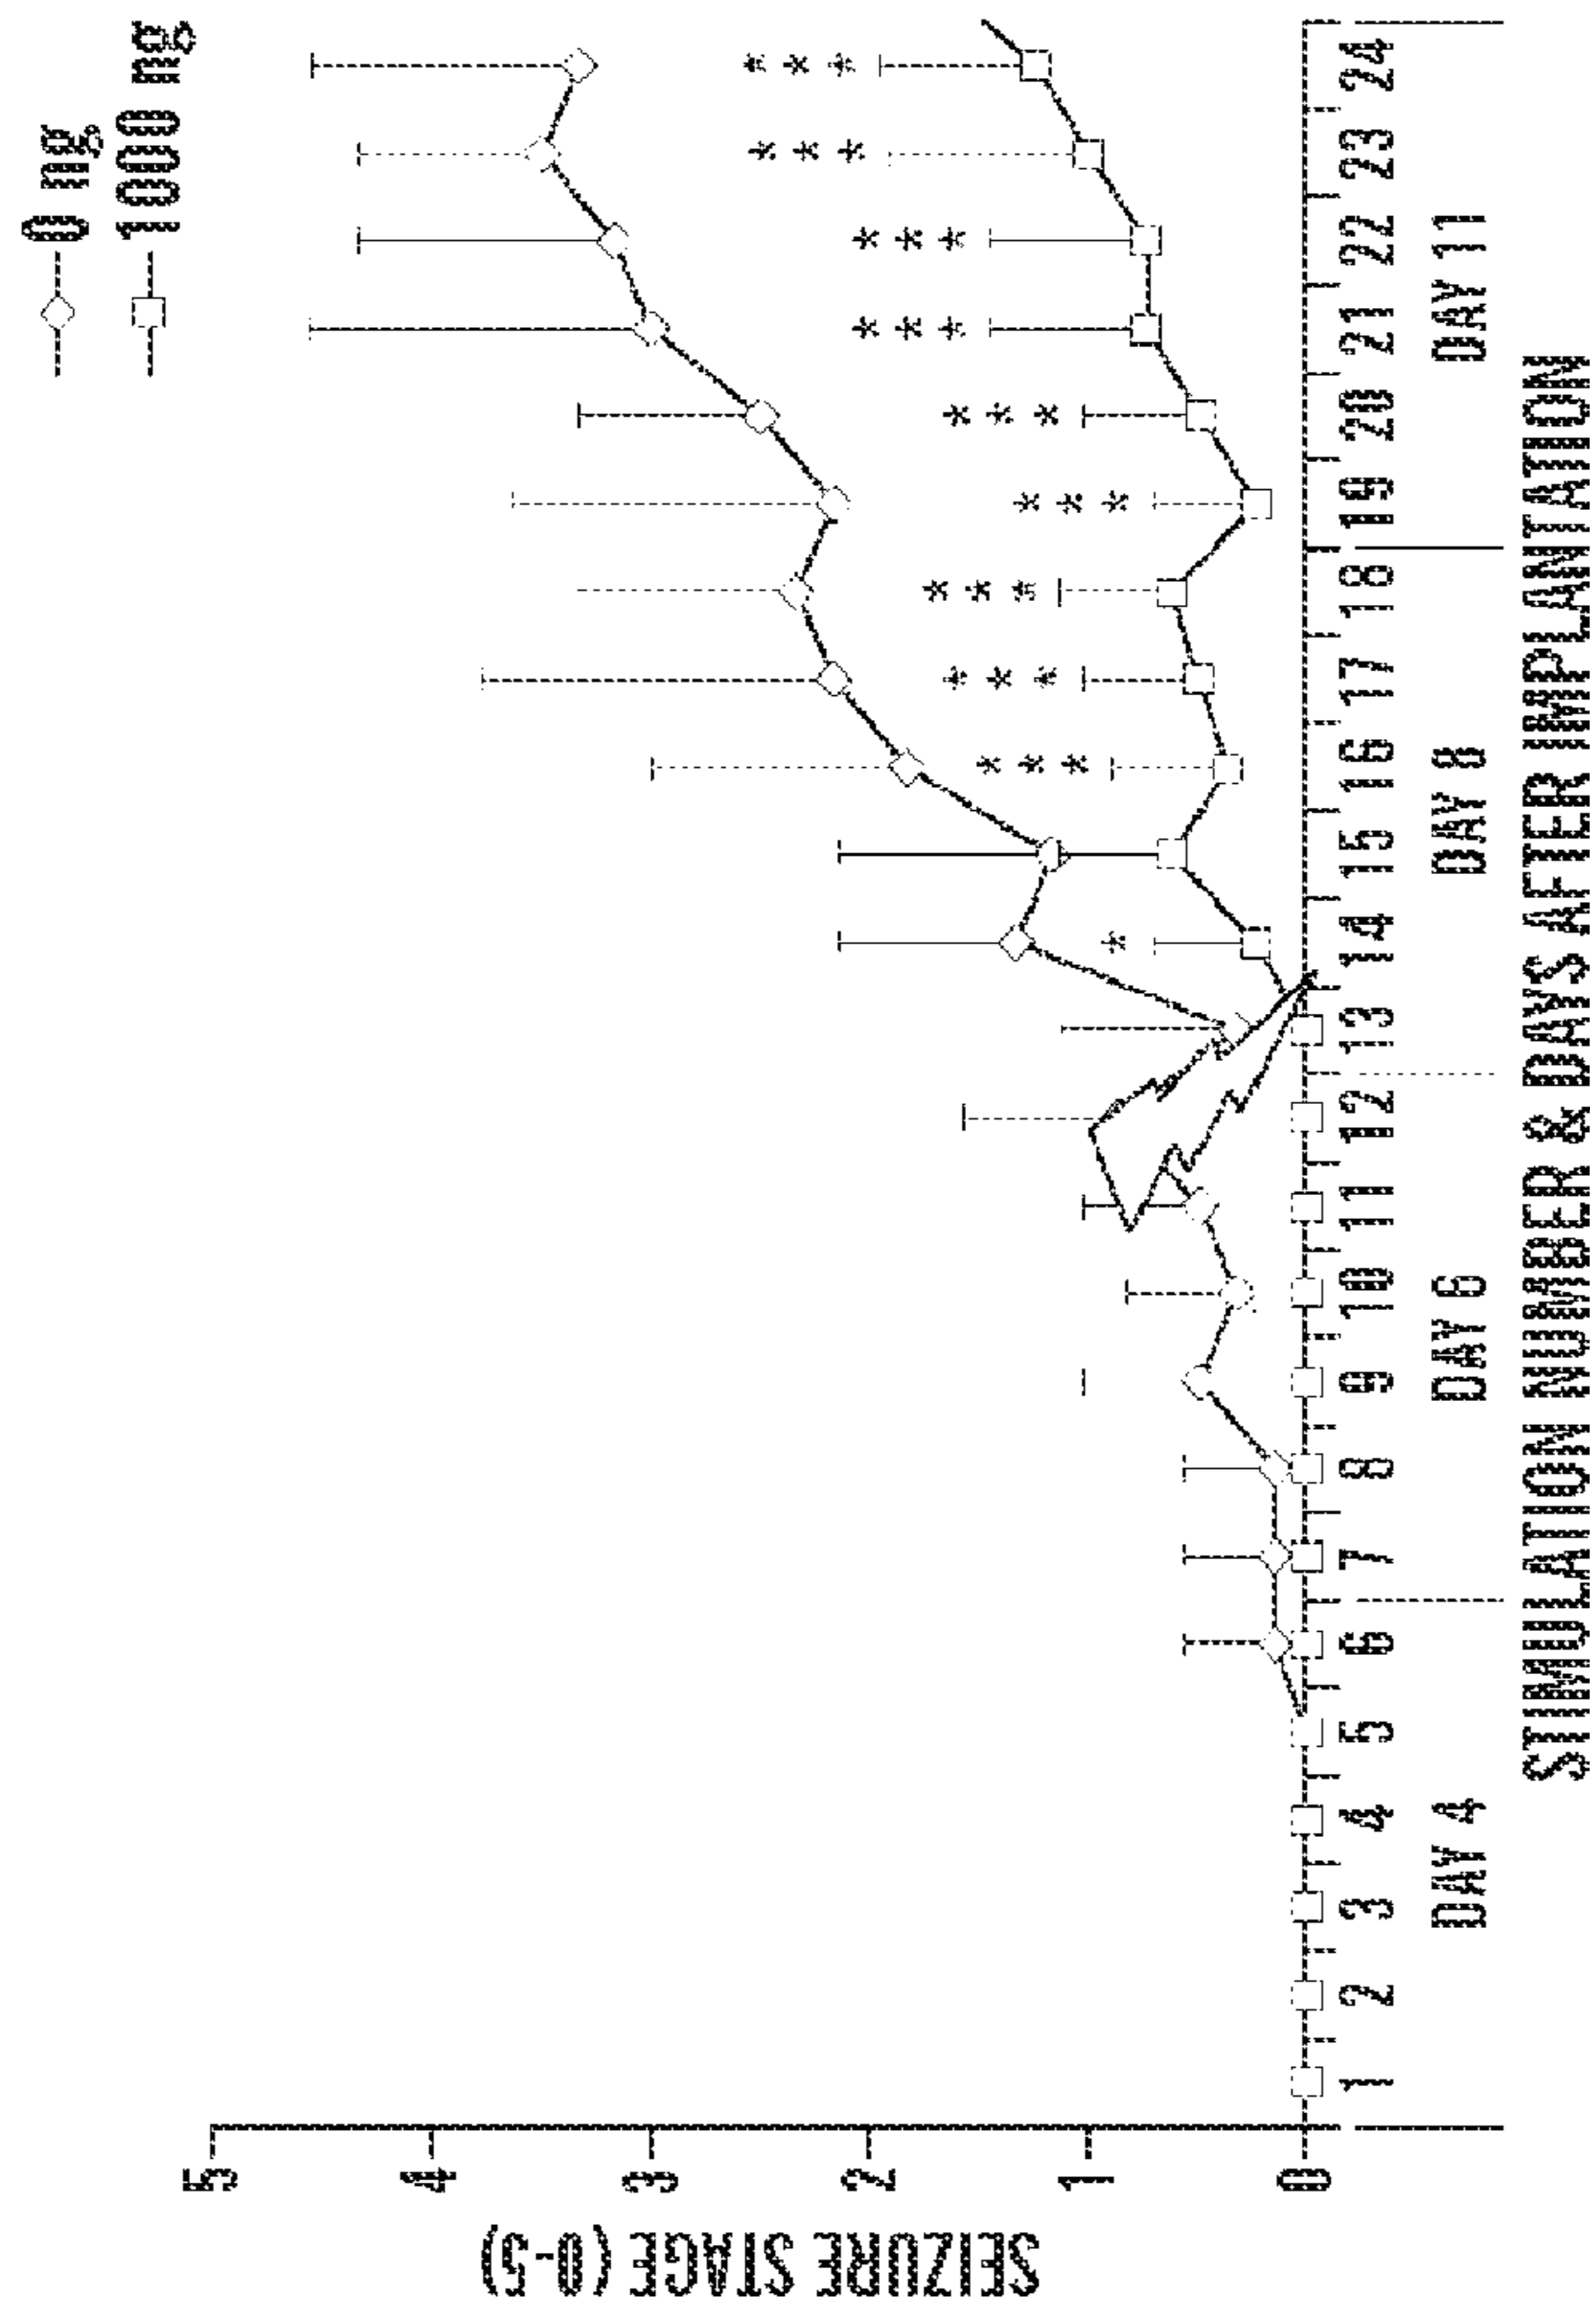 0 ng
1000 ng
SEIZURE STAGE (0-5)
5
4
3
2
1
0
*
***
***
***
***
***
***
***
***
***
1 2 3 4 5 6 7 8 9 10 11 12 13 14 15 16 17 18 19 20 21 22 23 24
DAY 4 DAY 6 DAY 8 DAY 11
STIMULATION NUMBER & DAYS AFTER IMPLANTATION